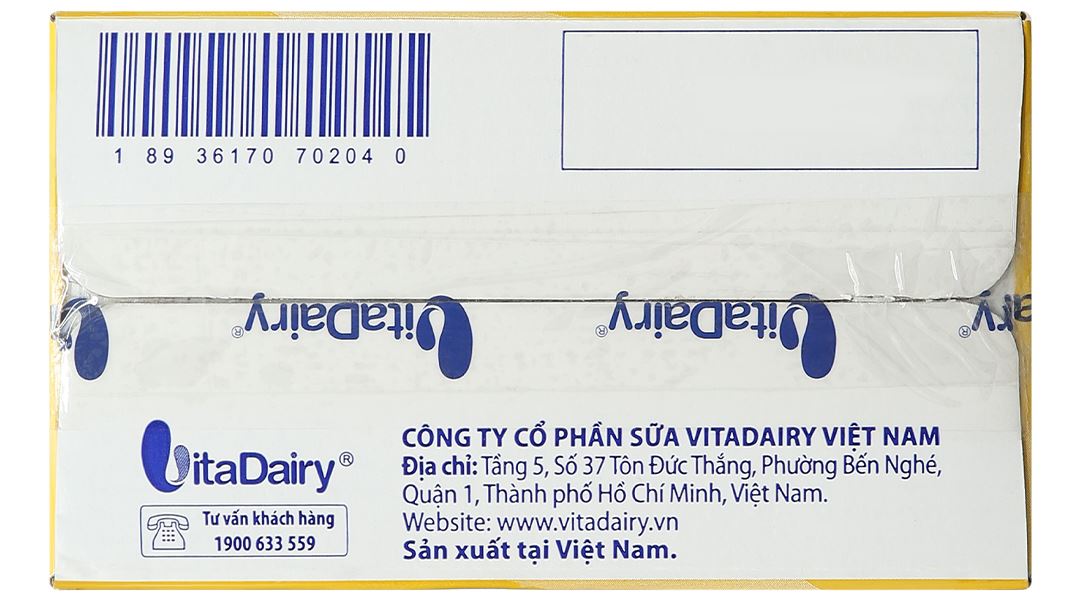 1 89 36170 70204 0
VitaDairy® VitaDairy®
VitaDairy®
Tư vấn khách hàng
1900 633 559
CÔNG TY CỔ PHẦN SỮA VITADAIRY VIỆT NAM
Địa chỉ: Tầng 5, Số 37 Tôn Đức Thắng, Phường Bến Nghé,
Quận 1, Thành phố Hồ Chí Minh, Việt Nam.
Website: www.vitadairy.vn
Sản xuất tại Việt Nam.